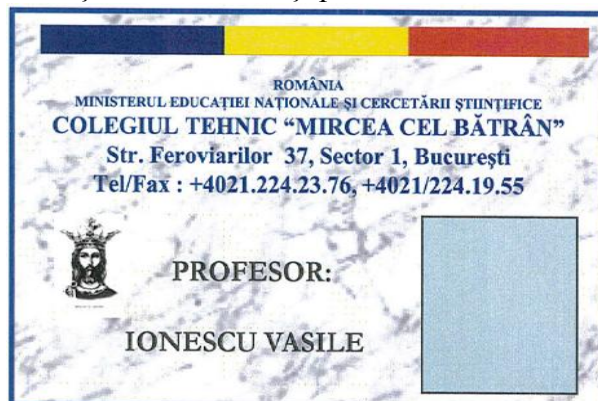 ROMÂNIA
MINISTERUL EDUCAȚIEI NAȚIONALE ȘI CERCETĂRII ȘTIINȚIFICE
COLEGIUL TEHNIC “MIRCEA CEL BĂTRÂN”
Str. Feroviarilor 37, Sector 1, București
Tel/Fax : +4021.224.23.76, +4021/224.19.55
PROFESOR:
IONESCU VASILE